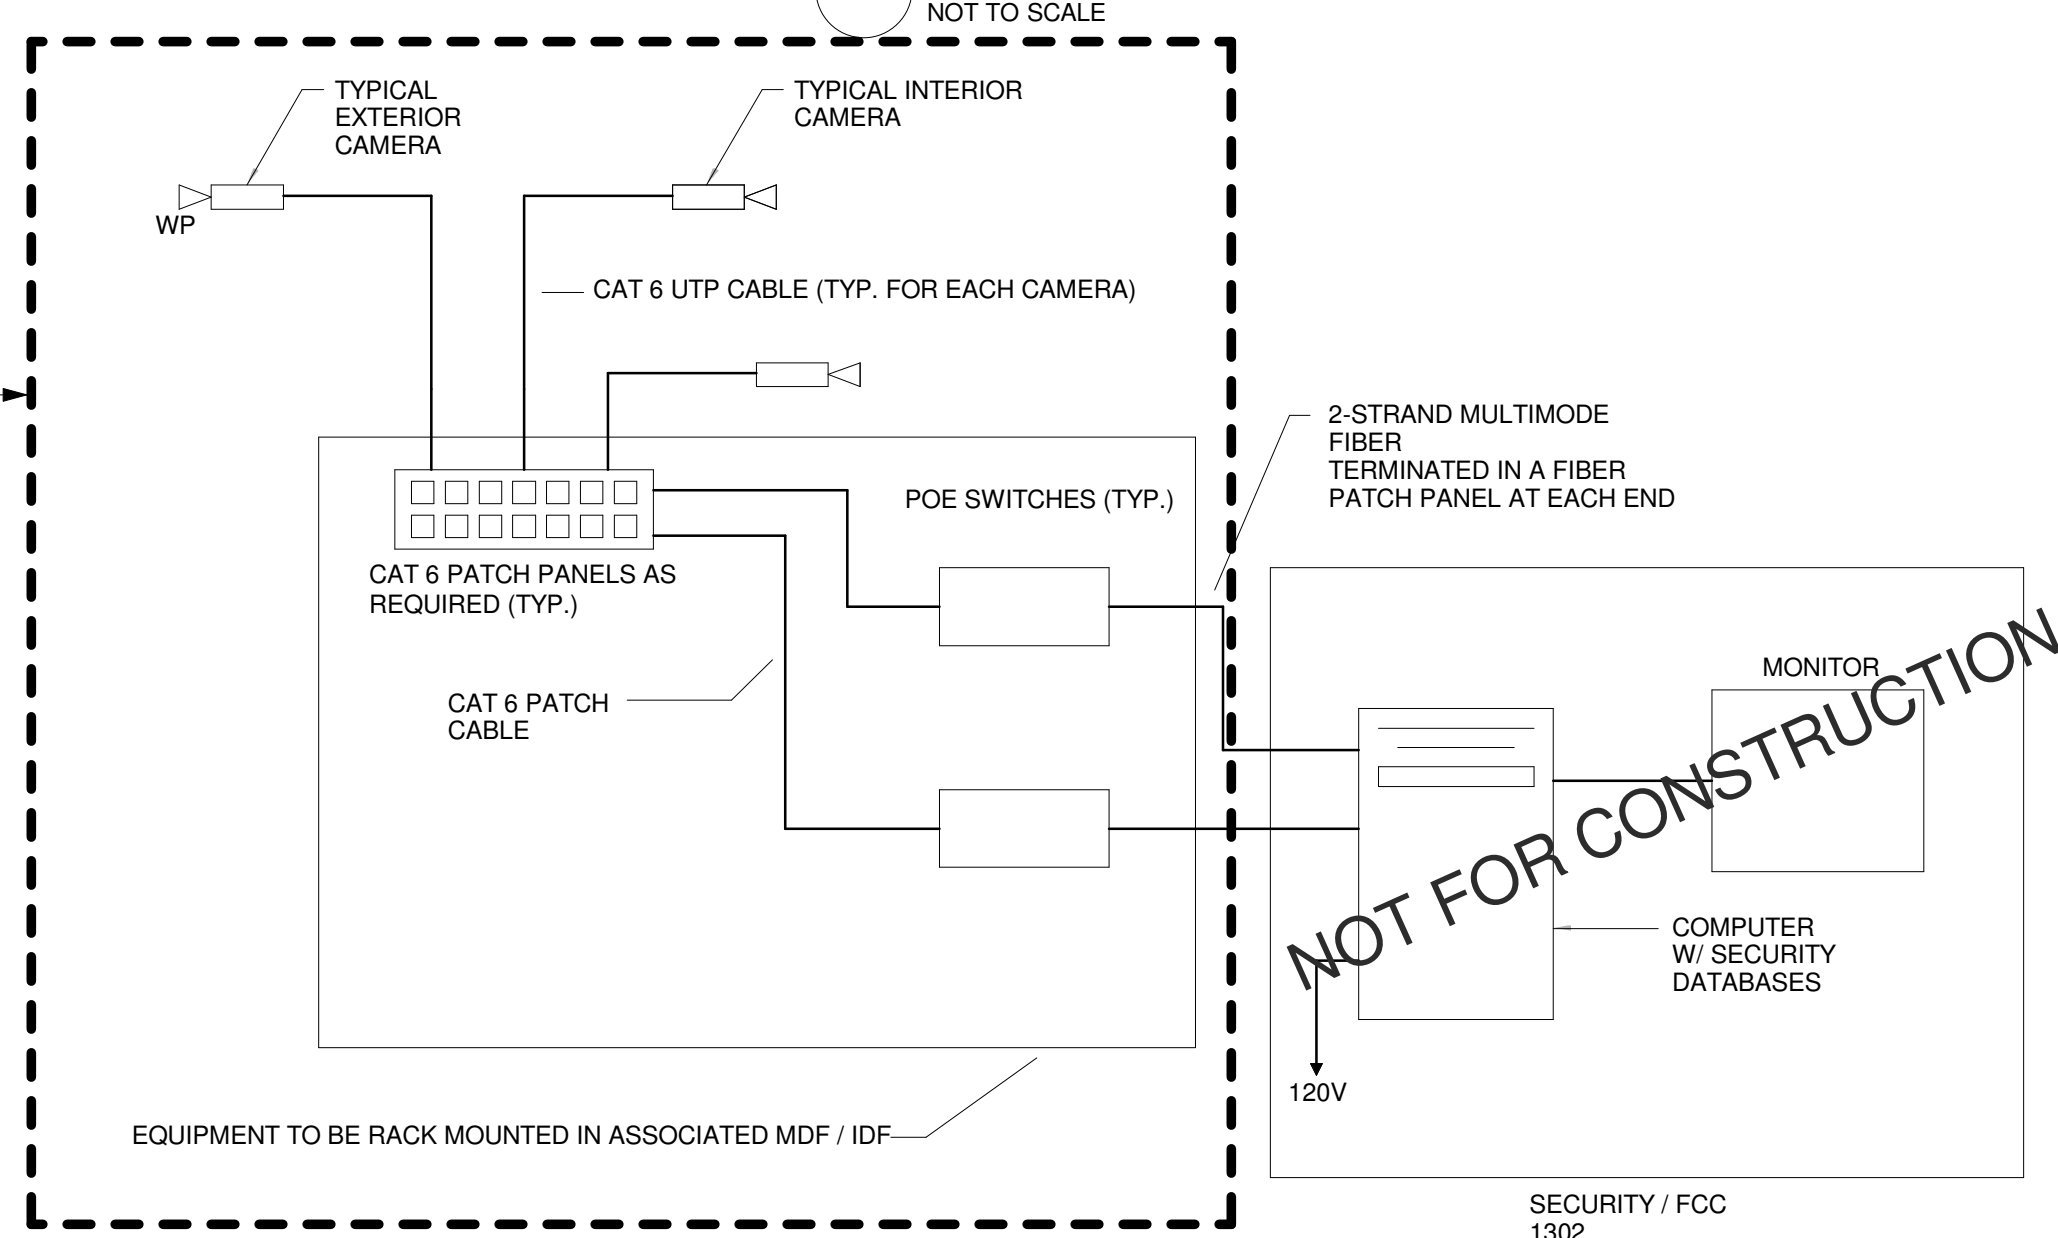 NOT TO SCALE
TYPICAL
EXTERIOR
CAMERA
TYPICAL INTERIOR
CAMERA
WP
CAT 6 UTP CABLE (TYP. FOR EACH CAMERA)
2-STRAND MULTIMODE
FIBER
TERMINATED IN A FIBER
PATCH PANEL AT EACH END
POE SWITCHES (TYP.)
CAT 6 PATCH PANELS AS
REQUIRED (TYP.)
CAT 6 PATCH
CABLE
MONITOR
NOT FOR CONSTRUCTION
COMPUTER
W/ SECURITY
DATABASES
120V
EQUIPMENT TO BE RACK MOUNTED IN ASSOCIATED MDF / IDF
SECURITY / FCC
1302